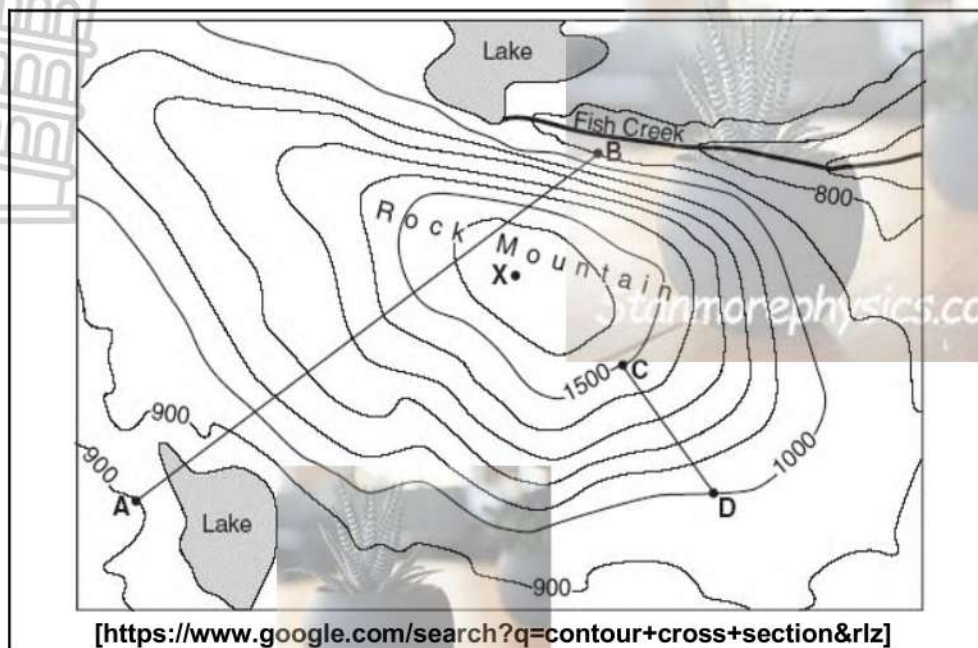 Lake
Fish Creek
B
800
Rock Mountain
X
Stanmorephysics.co
1500
C
900
900
1000
A
D
Lake
900
[https://www.google.com/search?q=contour+cross+section&rlz]